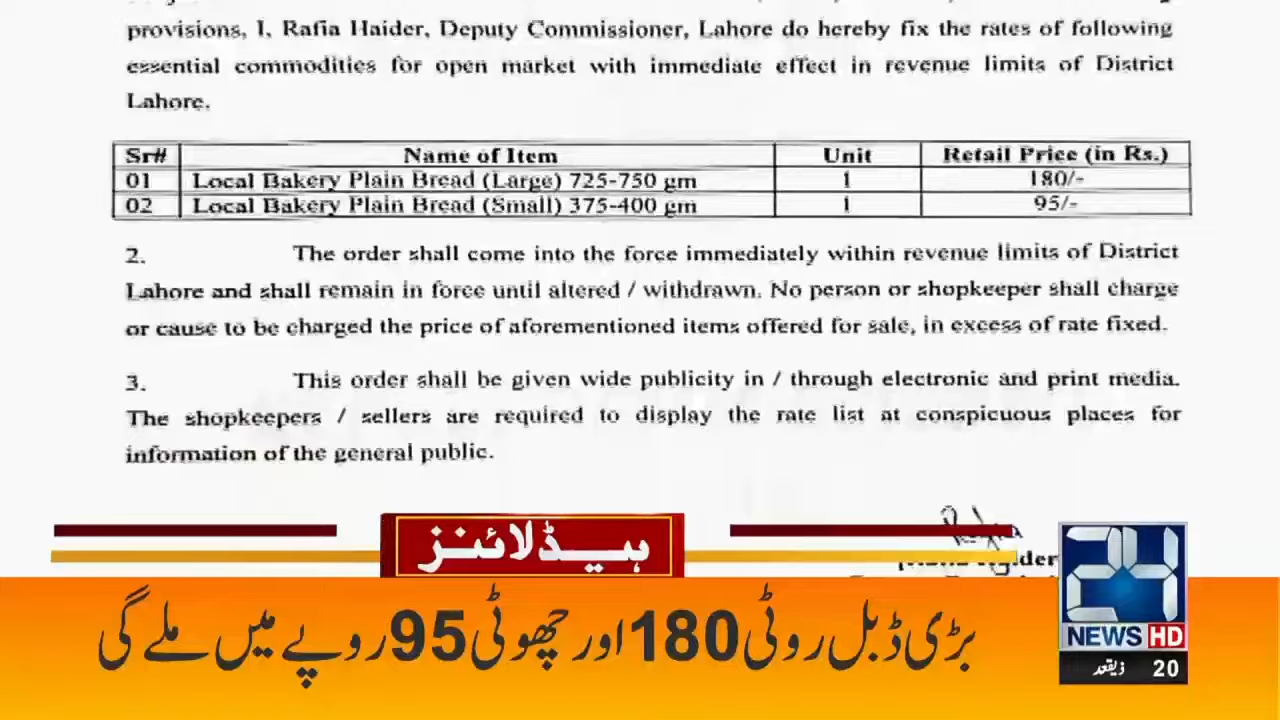 provisions, I, Rafia Haider, Deputy Commissioner, Lahore do hereby fix the rates of following
essential commodities for open market with immediate effect in revenue limits of District
Lahore.
Sr# Name of Item Unit Retail Price (in Rs.)
01 Local Bakery Plain Bread (Large) 725-750 gm 1 180/-
02 Local Bakery Plain Bread (Small) 375-400 gm 1 95/-
2. The order shall come into the force immediately within revenue limits of District
Lahore and shall remain in force until altered / withdrawn. No person or shopkeeper shall charge
or cause to be charged the price of aforementioned items offered for sale, in excess of rate fixed.
3. This order shall be given wide publicity in / through electronic and print media.
The shopkeepers / sellers are required to display the rate list at conspicuous places for
information of the general public.
ہیڈلائنز
بڑی ڈبل روٹی 180 اور چھوٹی 95 روپے میں ملے گی
24
NEWS HD
20 ذیقعد